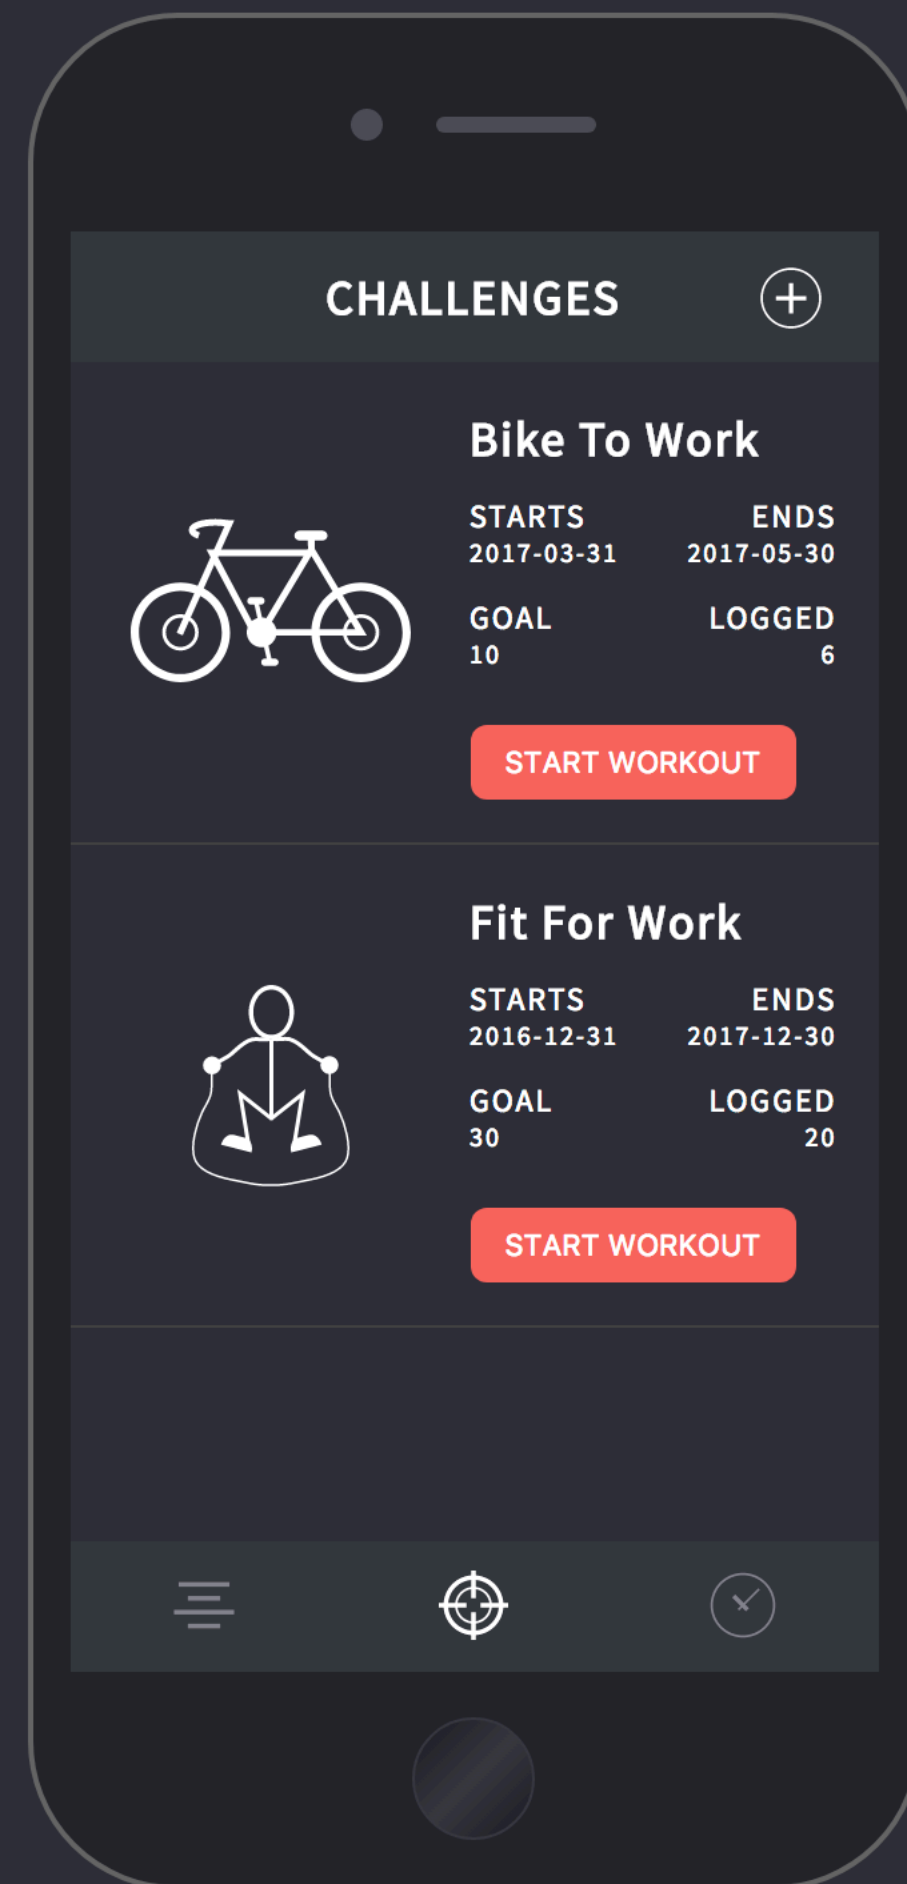 CHALLENGES
Bike To Work
STARTS ENDS
2017-03-31 2017-05-30
GOAL LOGGED
10 6
START WORKOUT
Fit For Work
STARTS ENDS
2016-12-31 2017-12-30
GOAL LOGGED
30 20
START WORKOUT